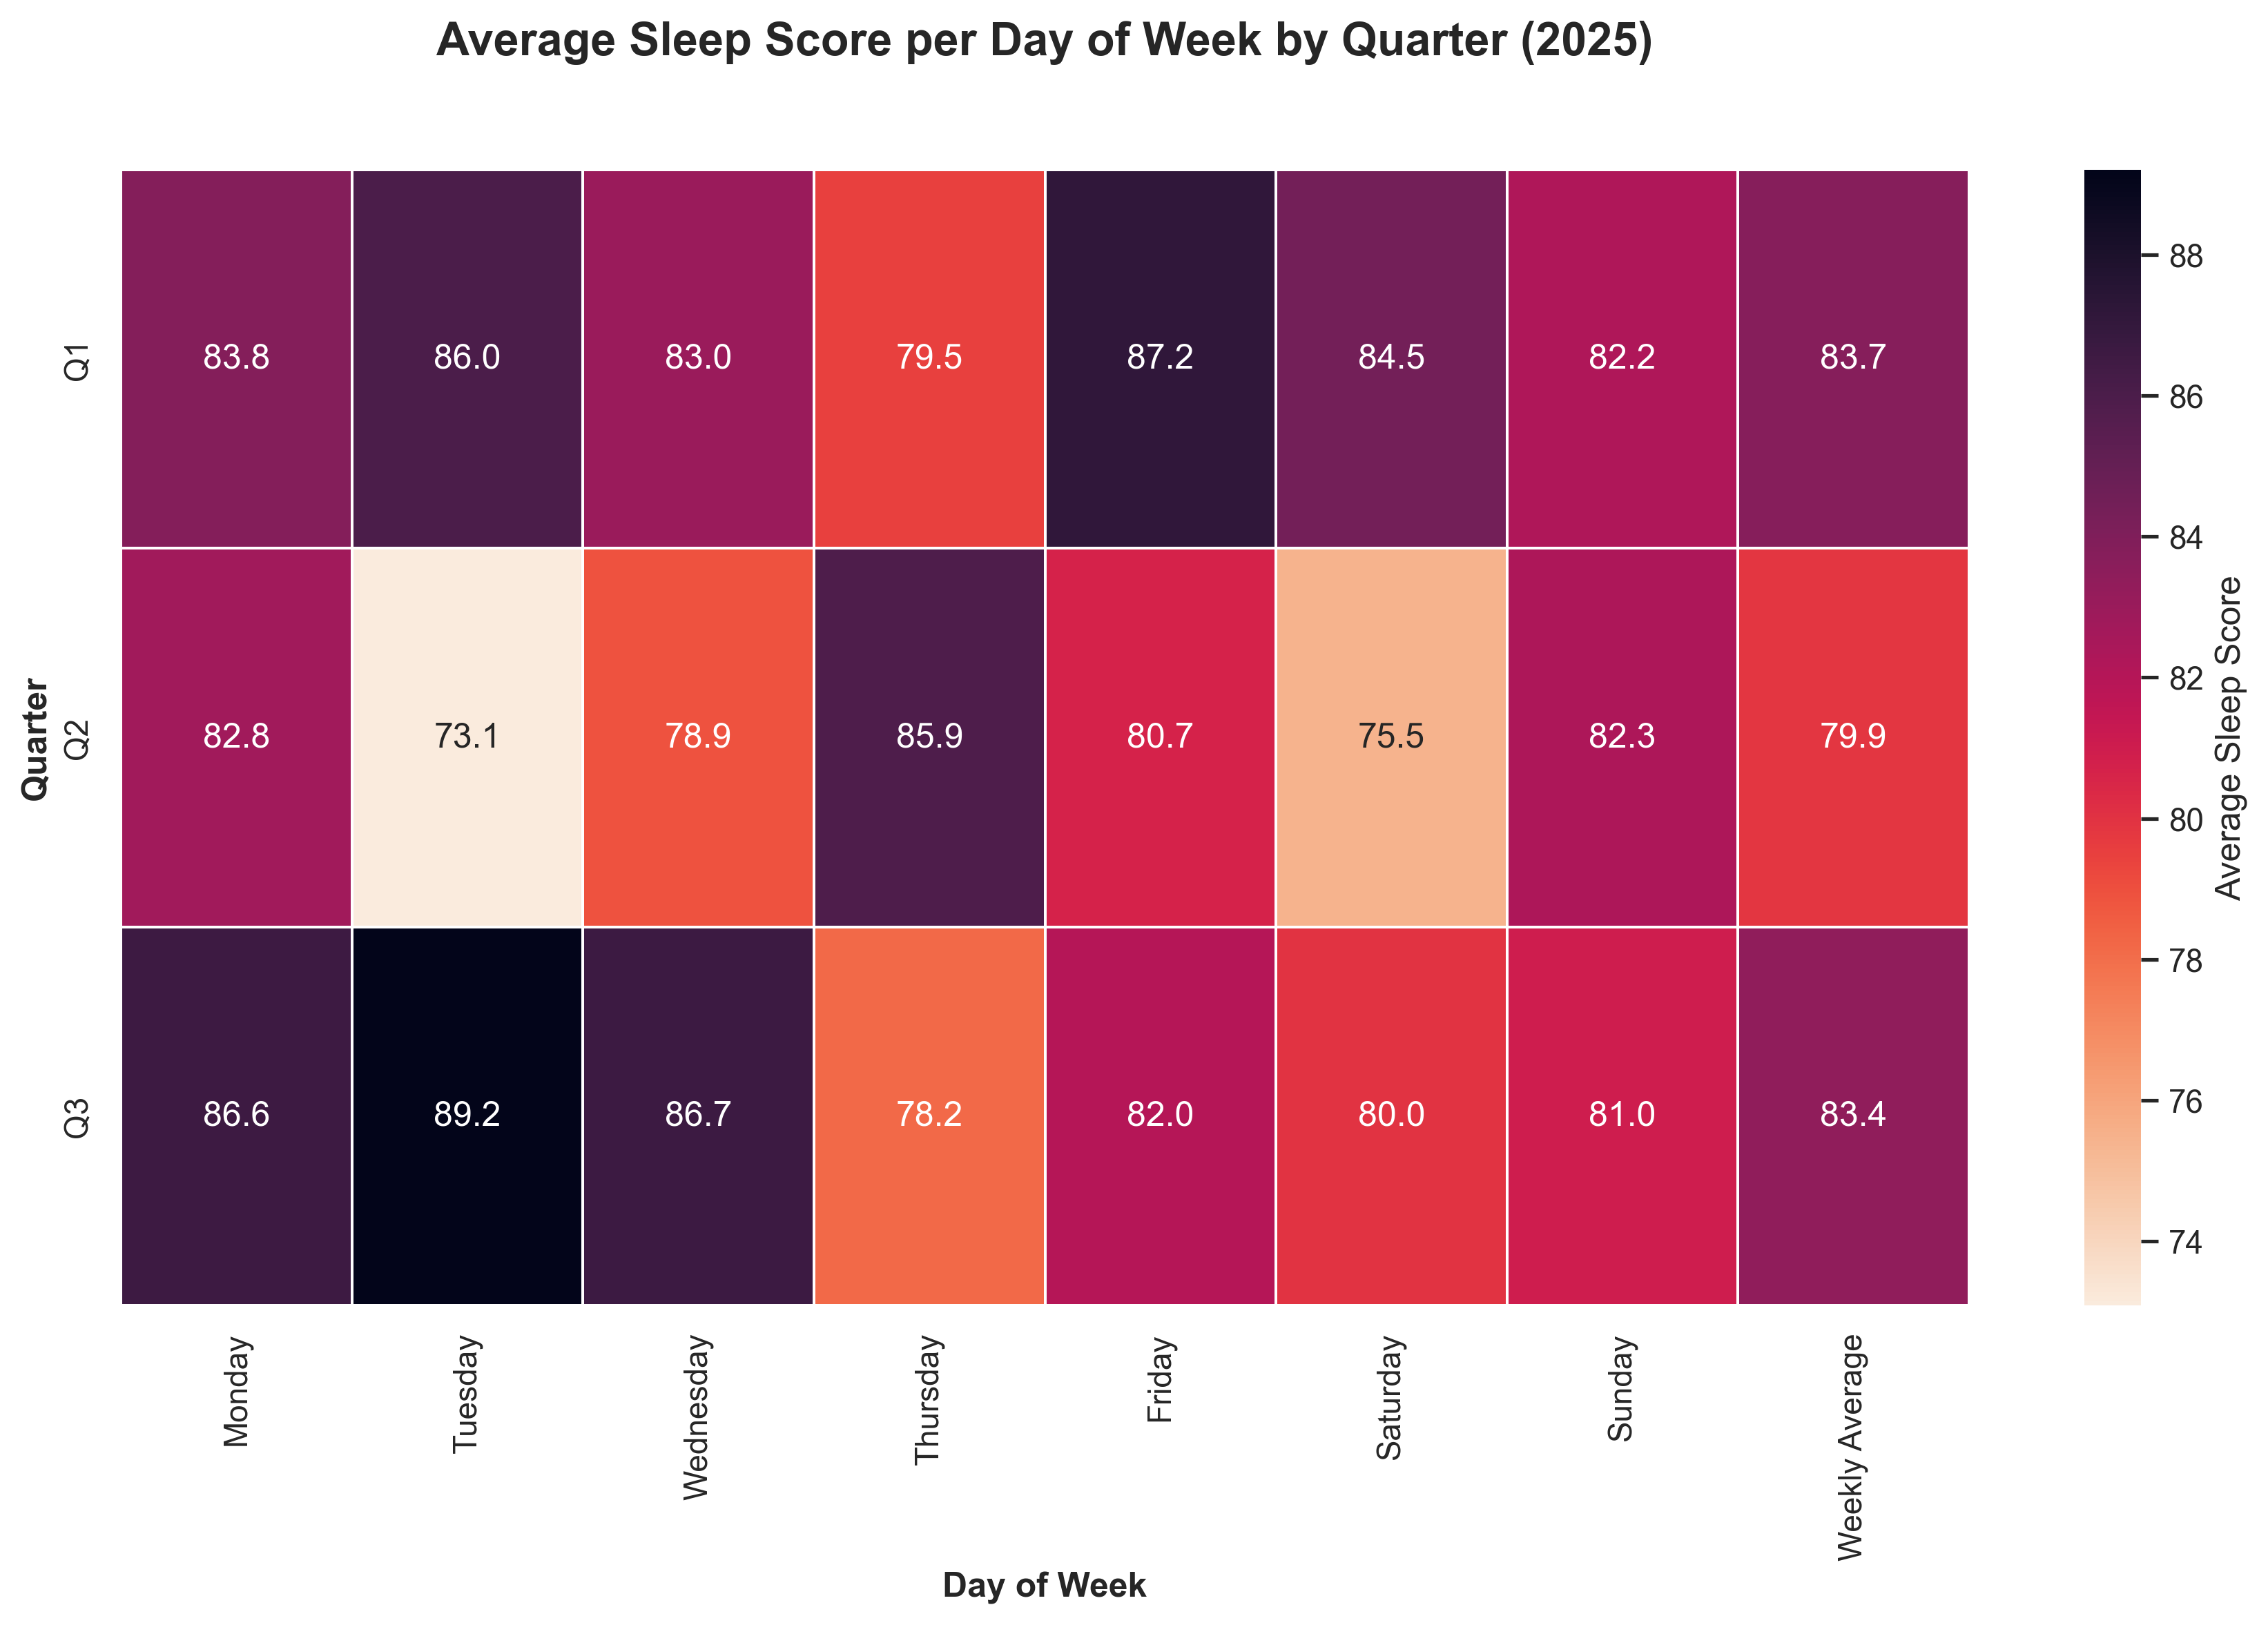 Average Sleep Score per Day of Week by Quarter (2025)
Quarter
Q1
83.8 86.0 83.0 79.5 87.2 84.5 82.2 83.7
Q2
82.8 73.1 78.9 85.9 80.7 75.5 82.3 79.9
Q3
86.6 89.2 86.7 78.2 82.0 80.0 81.0 83.4
Monday
Tuesday
Wednesday
Thursday
Friday
Saturday
Sunday
Weekly Average
Day of Week
88
86
84
82
80
78
76
74
Average Sleep Score